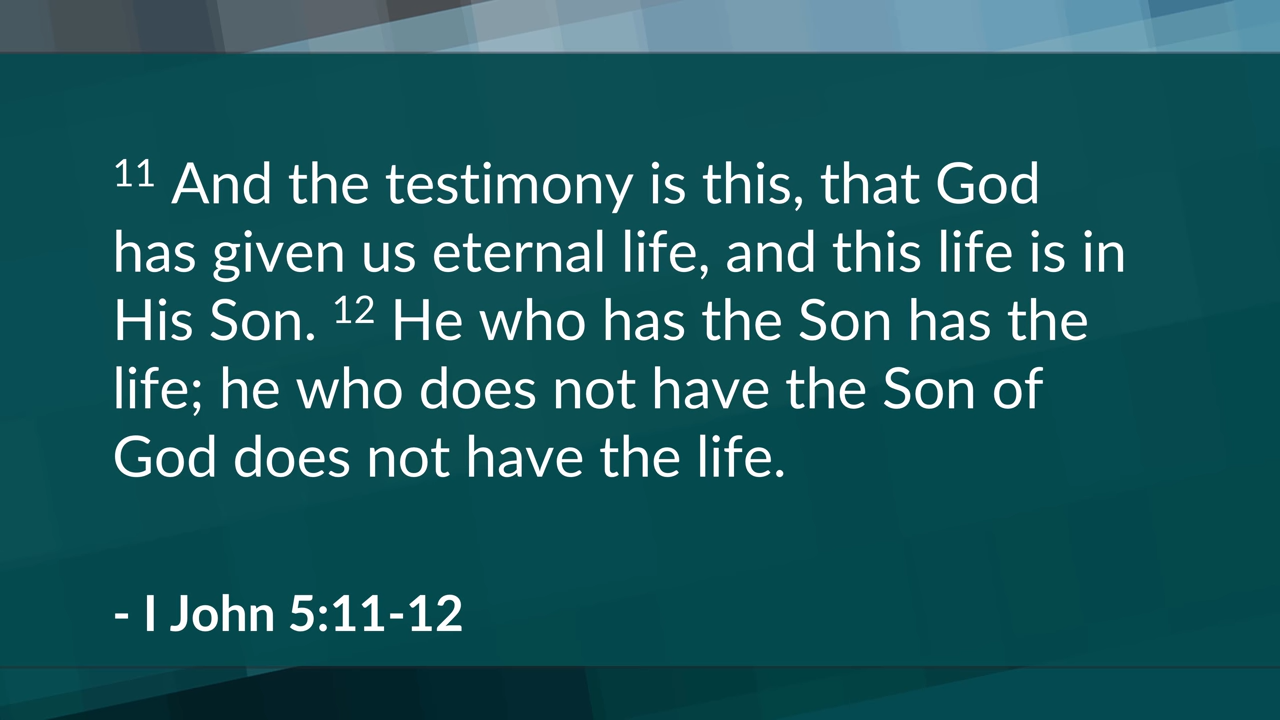 ¹¹ And the testimony is this, that God
has given us eternal life, and this life is in
His Son. ¹² He who has the Son has the
life; he who does not have the Son of
God does not have the life.
- I John 5:11-12